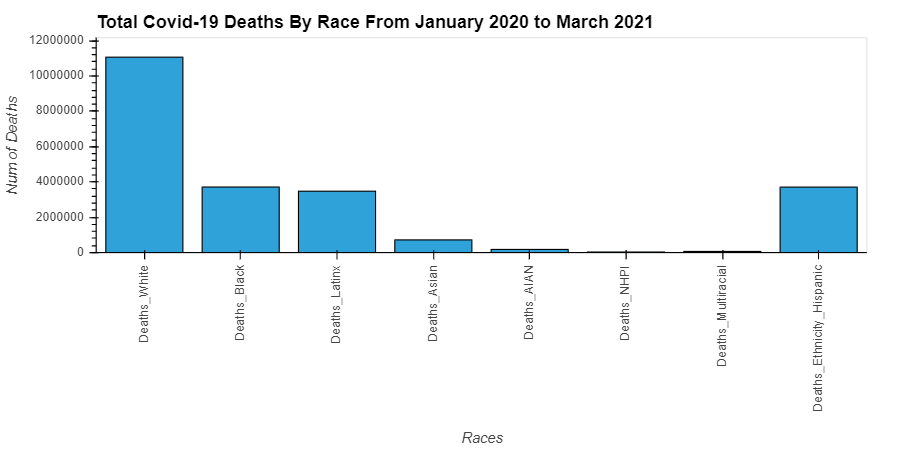 Total Covid-19 Deaths By Race From January 2020 to March 2021
Num of Deaths
12000000
10000000
8000000
6000000
4000000
2000000
0
Deaths_White
Deaths_Black
Deaths_Latinx
Deaths_Asian
Deaths_AIAN
Deaths_NHPI
Deaths_Multiracial
Deaths_Ethnicity_Hispanic
Races